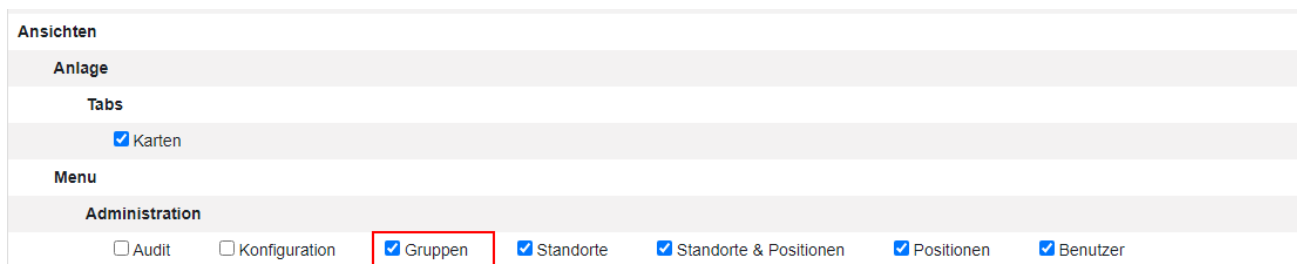 Ansichten
Anlage
Tabs
Karten
Menu
Administration
Audit Konfiguration Gruppen Standorte Standorte & Positionen Positionen Benutzer